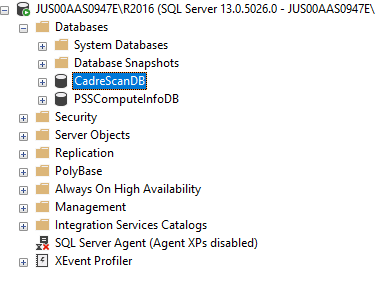 JUS00AAS0947E\R2016 (SQL Server 13.0.5026.0 - JUS00AAS0947E\
Databases
System Databases
Database Snapshots
CadreScanDB
PSSComputeInfoDB
Security
Server Objects
Replication
PolyBase
Always On High Availability
Management
Integration Services Catalogs
SQL Server Agent (Agent XPs disabled)
XEvent Profiler